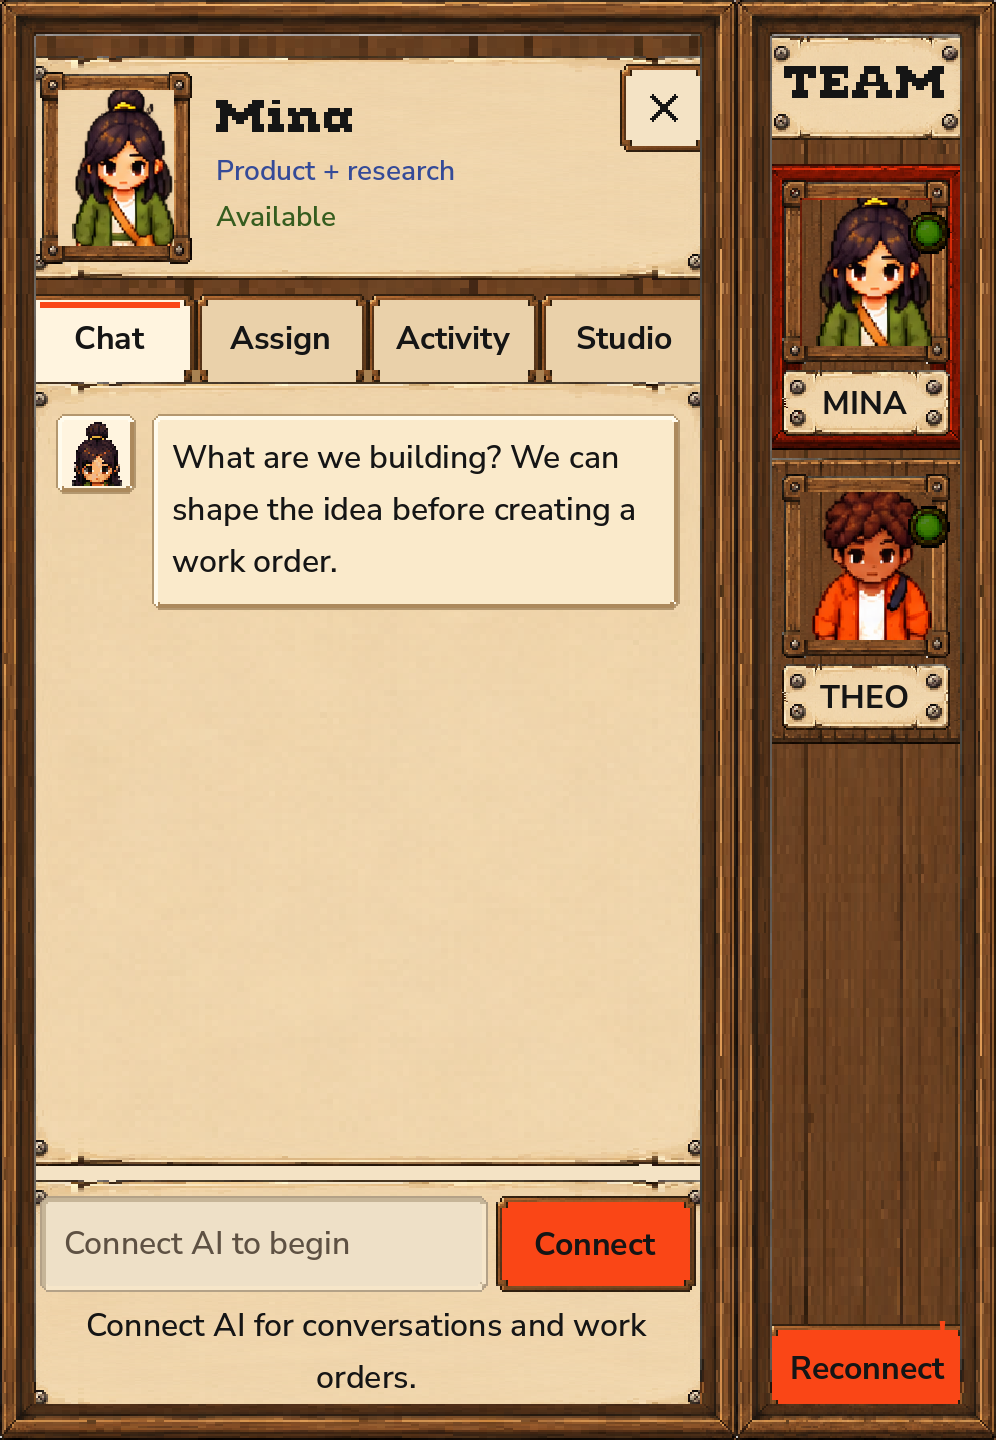 Mina
Product + research
Available
Chat
Assign
Activity
Studio
What are we building? We can
shape the idea before creating a
work order.
Connect AI to begin
Connect
Connect AI for conversations and work
orders.
TEAM
MINA
THEO
Reconnect